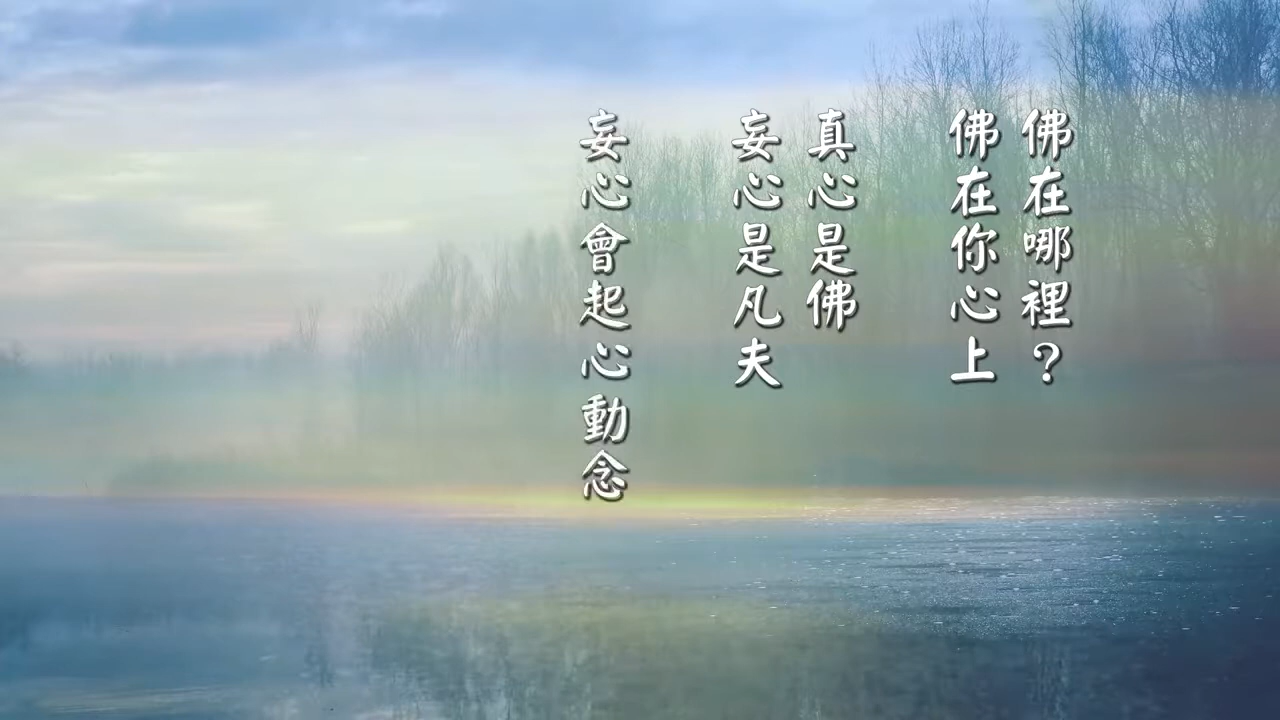 佛在哪裡？
佛在你心上
真心是佛
妄心是凡夫
妄心會起心動念